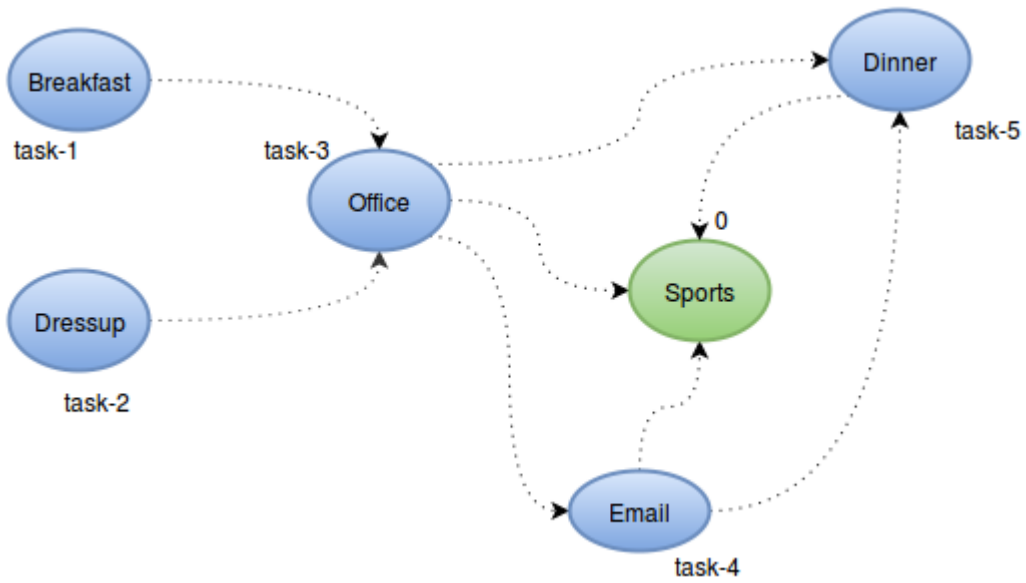 Breakfast
task-1
Dressup
task-2
task-3
Office
Dinner
task-5
0
Sports
Email
task-4